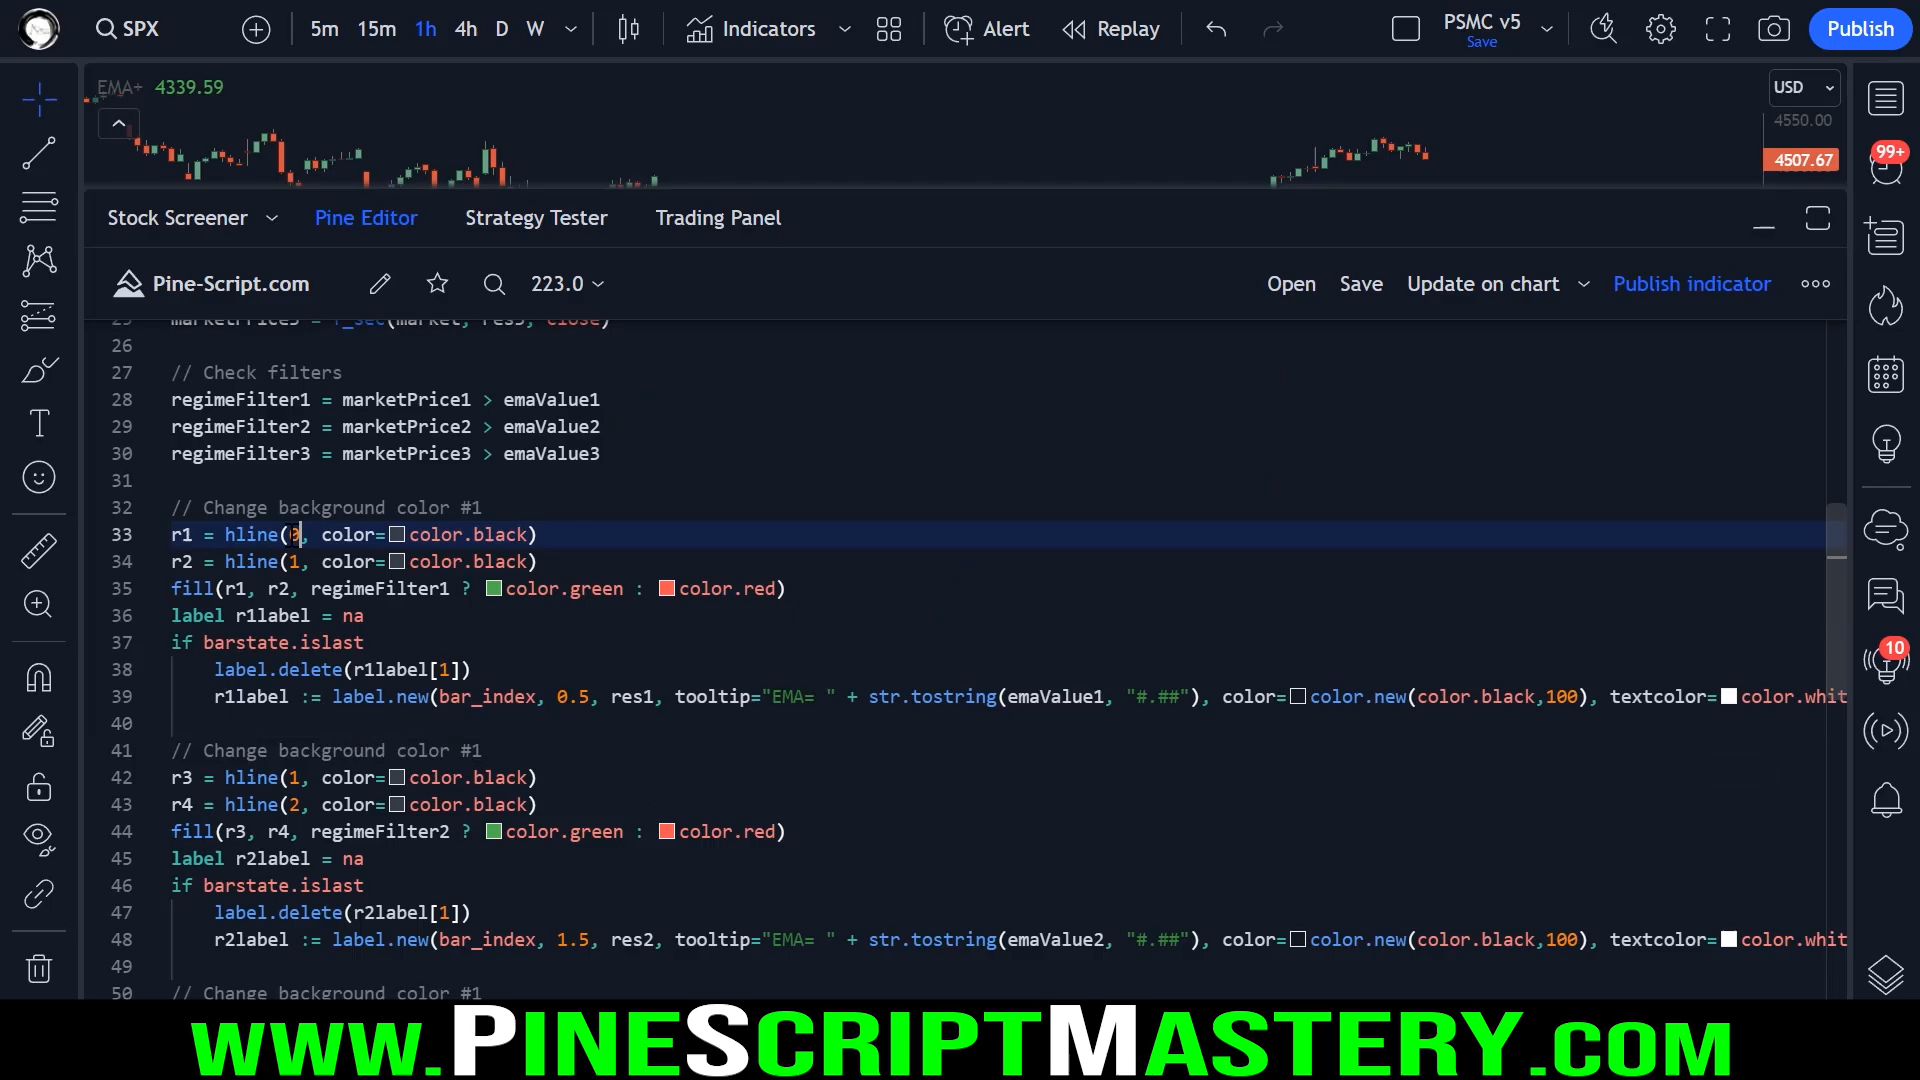 SPX 5m 15m 1h 4h D W Indicators Alert Replay PSMC v5 Save Publish
EMA+ 4339.59 USD
4550.00
4507.67
99+
Stock Screener Pine Editor Strategy Tester Trading Panel
Pine-Script.com 223.0 Open Save Update on chart Publish indicator
25 marketPrice3 = f_sec(market, res3, close)
26
27 // Check filters
28 regimeFilter1 = marketPrice1 > emaValue1
29 regimeFilter2 = marketPrice2 > emaValue2
30 regimeFilter3 = marketPrice3 > emaValue3
31
32 // Change background color #1
33 r1 = hline(0, color=color.black)
34 r2 = hline(1, color=color.black)
35 fill(r1, r2, regimeFilter1 ? color.green : color.red)
36 label r1label = na
37 if barstate.islast
38 label.delete(r1label[1])
39 r1label := label.new(bar_index, 0.5, res1, tooltip="EMA= " + str.tostring(emaValue1, "#.##"), color=color.new(color.black,100), textcolor=color.whit
40
41 // Change background color #1
42 r3 = hline(1, color=color.black)
43 r4 = hline(2, color=color.black)
44 fill(r3, r4, regimeFilter2 ? color.green : color.red)
45 label r2label = na
46 if barstate.islast
47 label.delete(r2label[1])
48 r2label := label.new(bar_index, 1.5, res2, tooltip="EMA= " + str.tostring(emaValue2, "#.##"), color=color.new(color.black,100), textcolor=color.whit
49
50 // Change background color #1
10
www.PineScriptMastery.com